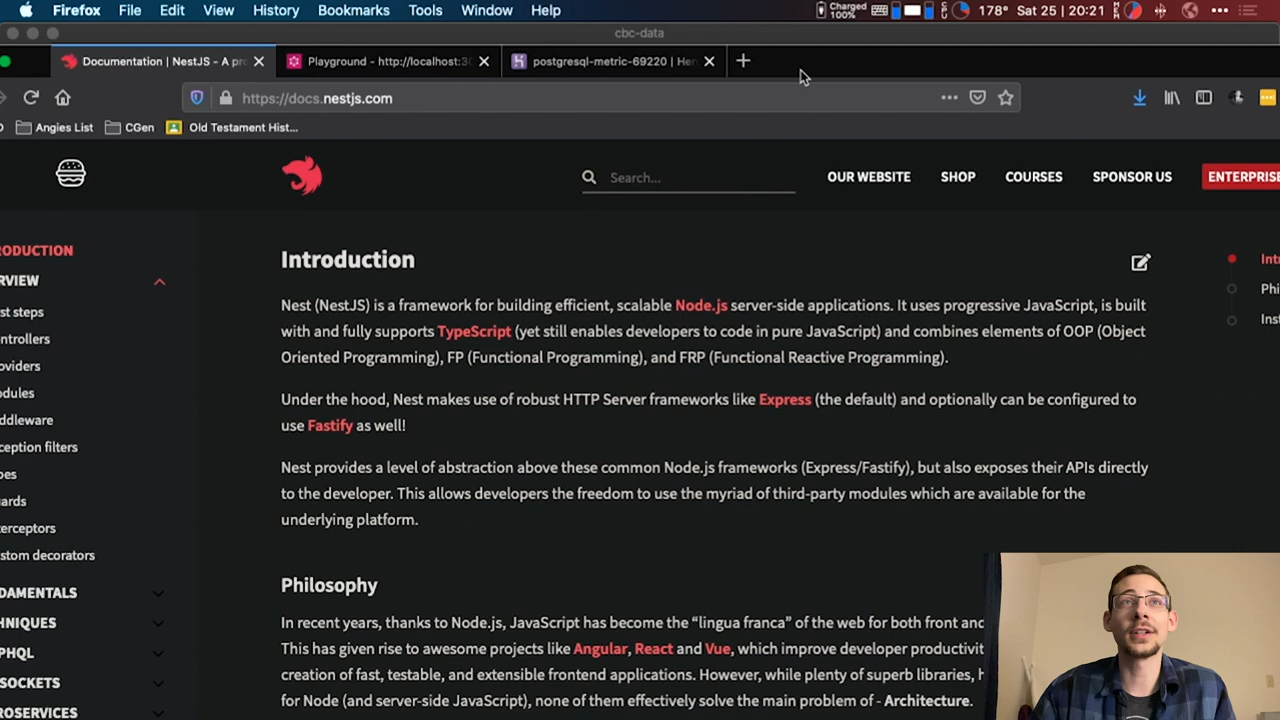 Firefox File Edit View History Bookmarks Tools Window Help Charged 100% 178° Sat 25 | 20:21
cbc-data
Documentation | NestJS - A pro Playground - http://localhost:30 postgresql-metric-69220 | Her
https://docs.nestjs.com
Angies List CGen Old Testament Hist...
Search... OUR WEBSITE SHOP COURSES SPONSOR US ENTERPRISE
RODUCTION
RVIEW
st steps
ntrollers
oviders
dules
ddleware
ception filters
es
ards
erceptors
stom decorators
DAMENTALS
HNIQUES
PHQL
SOCKETS
ROSERVICES
Introduction
Nest (NestJS) is a framework for building efficient, scalable Node.js server-side applications. It uses progressive JavaScript, is built
with and fully supports TypeScript (yet still enables developers to code in pure JavaScript) and combines elements of OOP (Object
Oriented Programming), FP (Functional Programming), and FRP (Functional Reactive Programming).
Under the hood, Nest makes use of robust HTTP Server frameworks like Express (the default) and optionally can be configured to
use Fastify as well!
Nest provides a level of abstraction above these common Node.js frameworks (Express/Fastify), but also exposes their APIs directly
to the developer. This allows developers the freedom to use the myriad of third-party modules which are available for the
underlying platform.
Philosophy
In recent years, thanks to Node.js, JavaScript has become the “lingua franca” of the web for both front and
This has given rise to awesome projects like Angular, React and Vue, which improve developer productivit
creation of fast, testable, and extensible frontend applications. However, while plenty of superb libraries, h
for Node (and server-side JavaScript), none of them effectively solve the main problem of - Architecture.
Intr
Phi
Inst